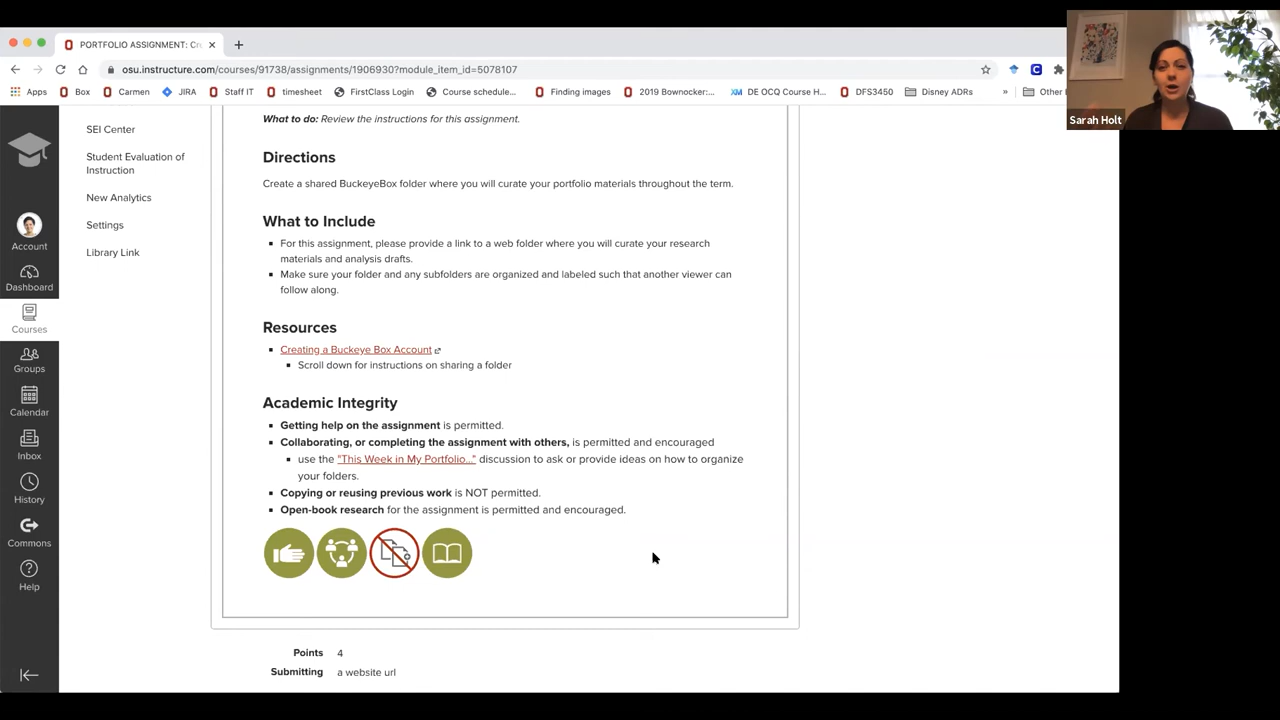 PORTFOLIO ASSIGNMENT: Cr
osu.instructure.com/courses/91738/assignments/1906930?module_item_id=5078107
Apps Box Carmen JIRA Staff IT timesheet FirstClass Login Course schedule... Finding images 2019 Bownocker:... DE OCQ Course H... DFS3450 Disney ADRs » Other
Sarah Holt
SEI Center
Student Evaluation of
Instruction
New Analytics
Settings
Library Link
Account
Dashboard
Courses
Groups
Calendar
Inbox
History
Commons
Help
What to do: Review the instructions for this assignment.
Directions
Create a shared BuckeyeBox folder where you will curate your portfolio materials throughout the term.
What to Include
For this assignment, please provide a link to a web folder where you will curate your research
materials and analysis drafts.
Make sure your folder and any subfolders are organized and labeled such that another viewer can
follow along.
Resources
Creating a Buckeye Box Account
Scroll down for instructions on sharing a folder
Academic Integrity
Getting help on the assignment is permitted.
Collaborating, or completing the assignment with others, is permitted and encouraged
use the "This Week in My Portfolio..." discussion to ask or provide ideas on how to organize
your folders.
Copying or reusing previous work is NOT permitted.
Open-book research for the assignment is permitted and encouraged.
Points 4
Submitting a website url